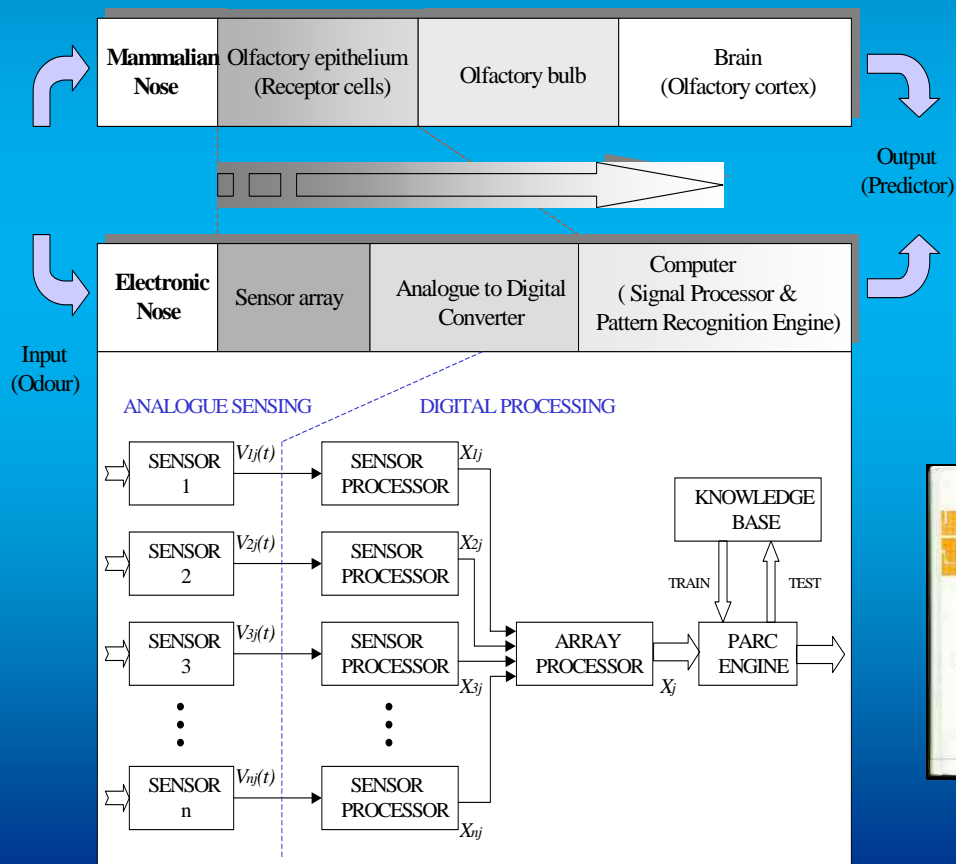 Mammalian
Nose
Olfactory epithelium
(Receptor cells)
Olfactory bulb
Brain
(Olfactory cortex)
Output
(Predictor)
Electronic
Nose
Sensor array
Analogue to Digital
Converter
Computer
( Signal Processor &
Pattern Recognition Engine)
Input
(Odour)
ANALOGUE SENSING
DIGITAL PROCESSING
SENSOR
1
V1j(t)
SENSOR
PROCESSOR
X1j
KNOWLEDGE
BASE
SENSOR
2
V2j(t)
SENSOR
PROCESSOR
X2j
TRAIN
TEST
SENSOR
3
V3j(t)
SENSOR
PROCESSOR
X3j
ARRAY
PROCESSOR
Xj
PARC
ENGINE
SENSOR
n
Vnj(t)
SENSOR
PROCESSOR
Xnj